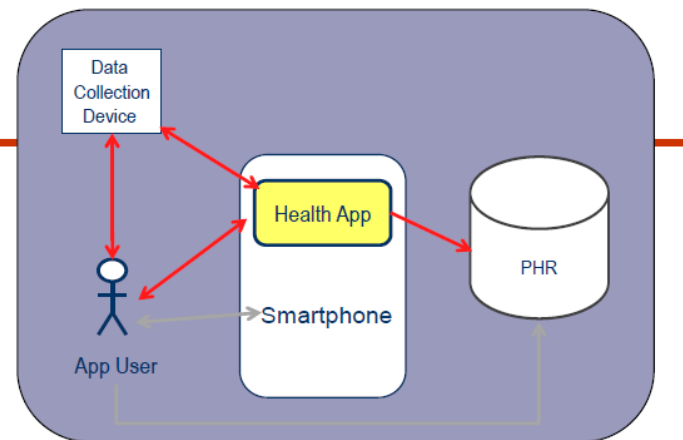 Data
Collection
Device
Health App
PHR
Smartphone
App User